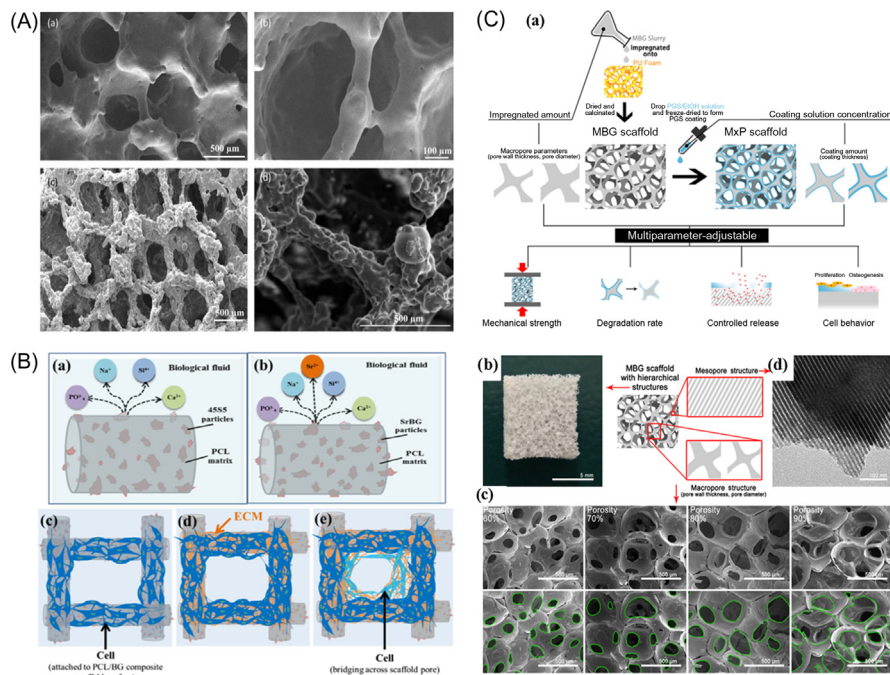 (A)
(a)
500 µm
(b)
100 µm
(c)
500 µm
(d)
500 µm
(B)
(a)
Biological fluid
Na⁺
Si⁴⁺
PO³⁻₄
Ca²⁺
45S5
particles
PCL
matrix
(b)
Biological fluid
Sr²⁺
Na⁺
Si⁴⁺
PO³⁻₄
Ca²⁺
SrBG
particles
PCL
matrix
(c)
(d)
ECM
(e)
Cell
(attached to PCL/BG composite
Cell
(bridging across scaffold pore)
(C)
(a)
MBG Slurry
Impregnated
onto
PU Foam
Impregnated amount
Dried and
calcinated
Drop PGS/EtOH solution
and freeze-dried to form
PGS coating
Coating solution concentration
Macropore parameters
(pore wall thickness, pore diameter)
MBG scaffold
MxP scaffold
Coating amount
(coating thickness)
Multiparameter-adjustable
Mechanical strength
Degradation rate
Controlled release
Proliferation
Osteogenesis
Cell behavior
(b)
5 mm
MBG scaffold
with hierarchical
structures
Mesopore structure
(d)
Macropore structure
(pore wall thickness, pore diameter)
(c)
Porosity
60%
500 µm
Porosity
70%
500 µm
Porosity
80%
500 µm
Porosity
90%
500 µm
500 µm
500 µm
500 µm
500 µm